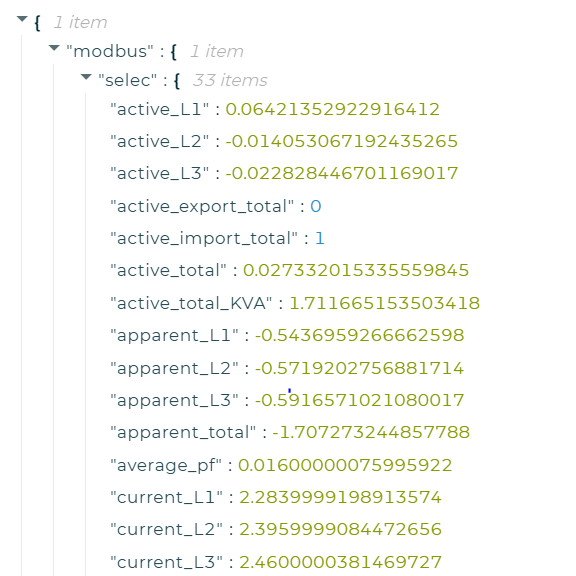 { 1 item
"modbus" : { 1 item
"selec" : { 33 items
"active_L1" : 0.06421352922916412
"active_L2" : -0.014053067192435265
"active_L3" : -0.022828446701169017
"active_export_total" : 0
"active_import_total" : 1
"active_total" : 0.027332015335559845
"active_total_KVA" : 1.711665153503418
"apparent_L1" : -0.5436959266662598
"apparent_L2" : -0.5719202756881714
"apparent_L3" : -0.5916571021080017
"apparent_total" : -1.707273244857788
"average_pf" : 0.01600000075995922
"current_L1" : 2.2839999198913574
"current_L2" : 2.3959999084472656
"current_L3" : 2.4600000381469727